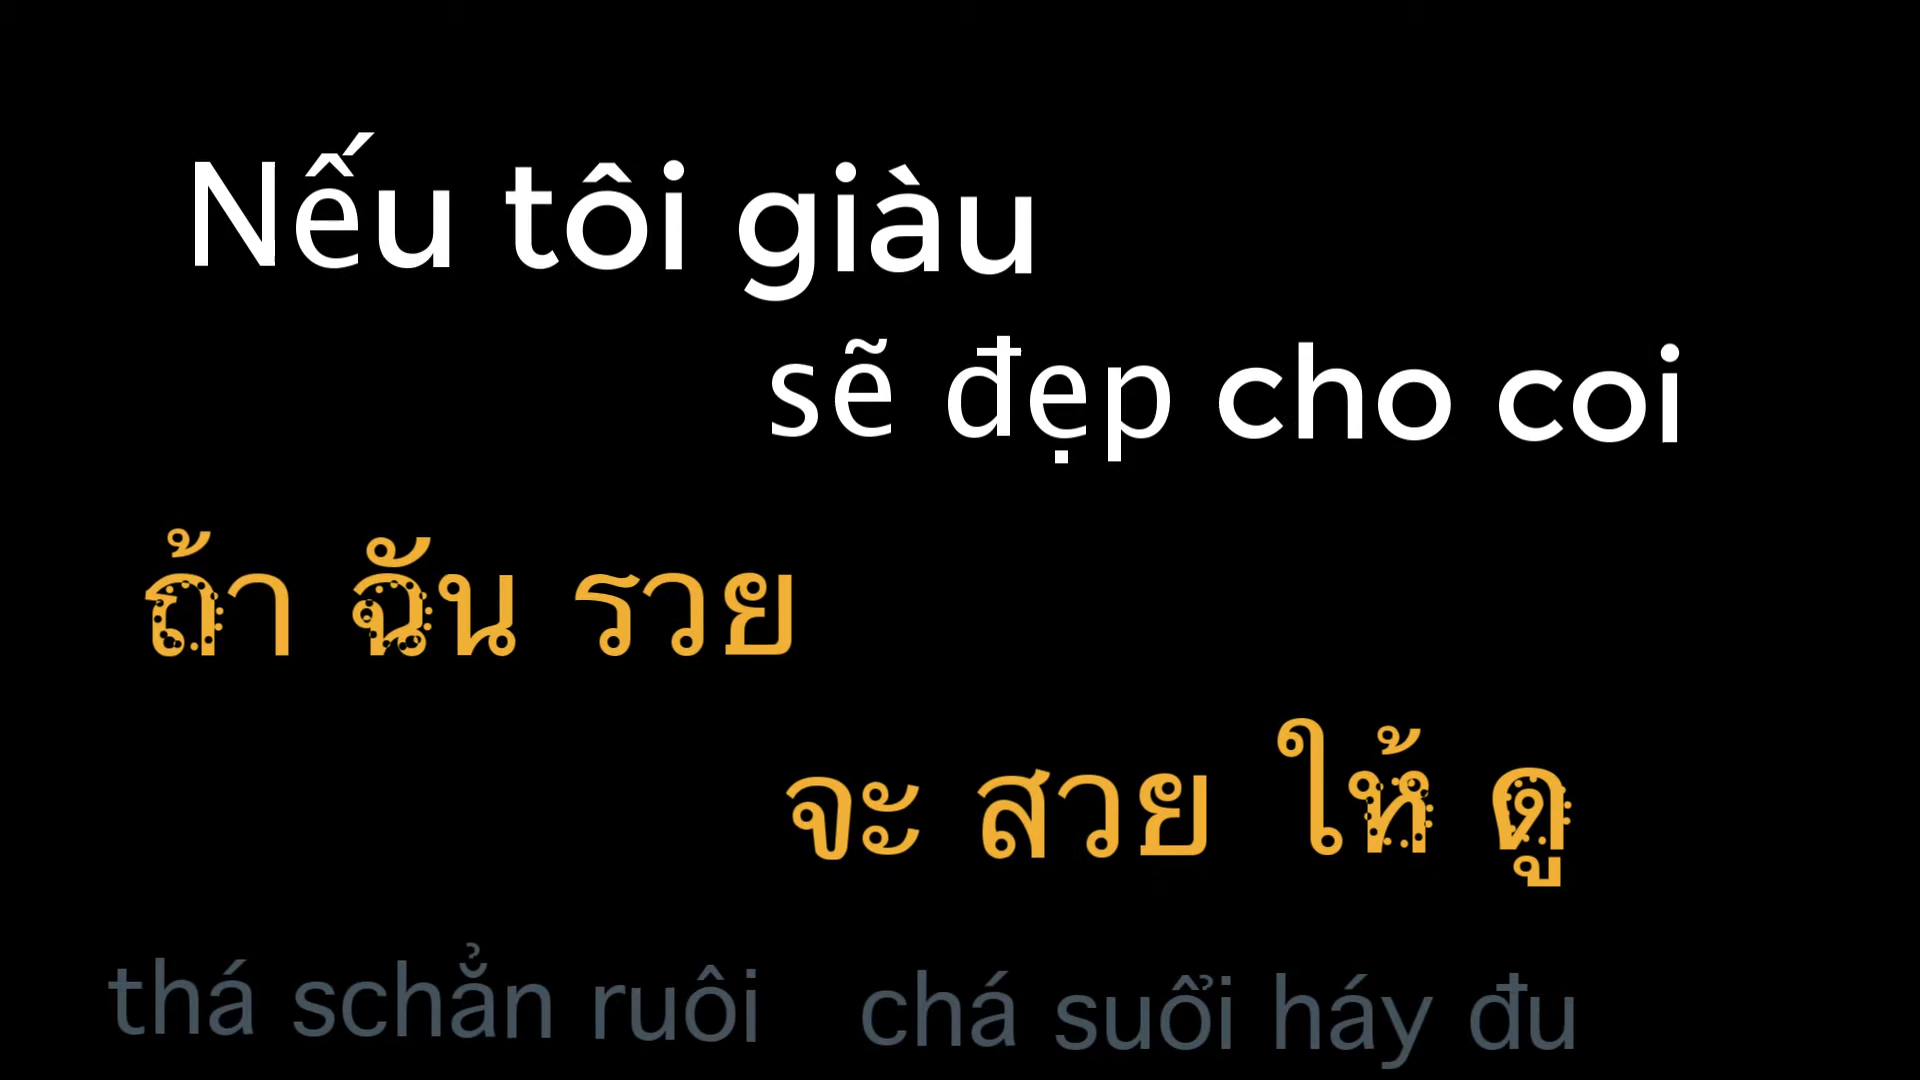 Nếu tôi giàu
sẽ đẹp cho coi
ถ้า ฉัน รวย
จะ สวย ให้ ดู
thá schẳn ruôi chá suổi háy đu